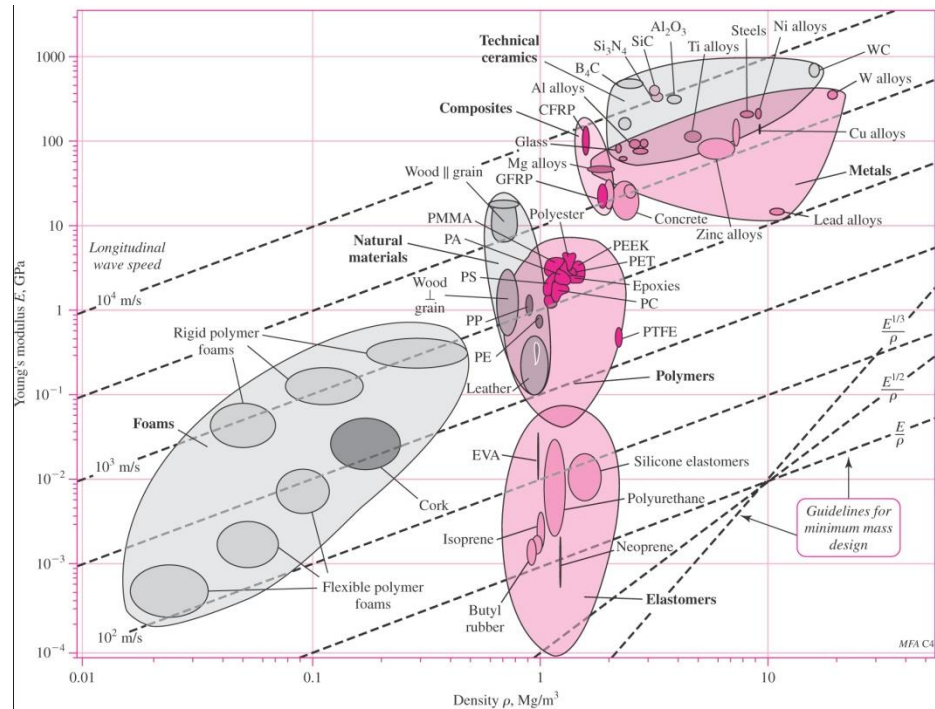 Young's modulus E, GPa
1000
100
10
1
10⁻¹
10⁻²
10⁻³
10⁻⁴
Technical
ceramics
Composites
CFRP
B₄C
Si₃N₄
SiC
Al₂O₃
Ti alloys
Steels
Ni alloys
WC
W alloys
Al alloys
Glass
Mg alloys
GFRP
Cu alloys
Metals
Lead alloys
Zinc alloys
Concrete
Wood || grain
PMMA
Polyester
Natural
materials
PA
PS
PEEK
PET
Epoxies
PC
PTFE
Wood
⊥
grain
PP
PE
Leather
Polymers
Longitudinal
wave speed
10⁴ m/s
Rigid polymer
foams
Foams
10³ m/s
Cork
Flexible polymer
foams
10² m/s
EVA
Silicone elastomers
Polyurethane
Isoprene
Neoprene
Butyl
rubber
Elastomers
E^1/3
ρ
E^1/2
ρ
E
ρ
Guidelines for
minimum mass
design
MFA C4
0.01
0.1
1
10
Density ρ, Mg/m³